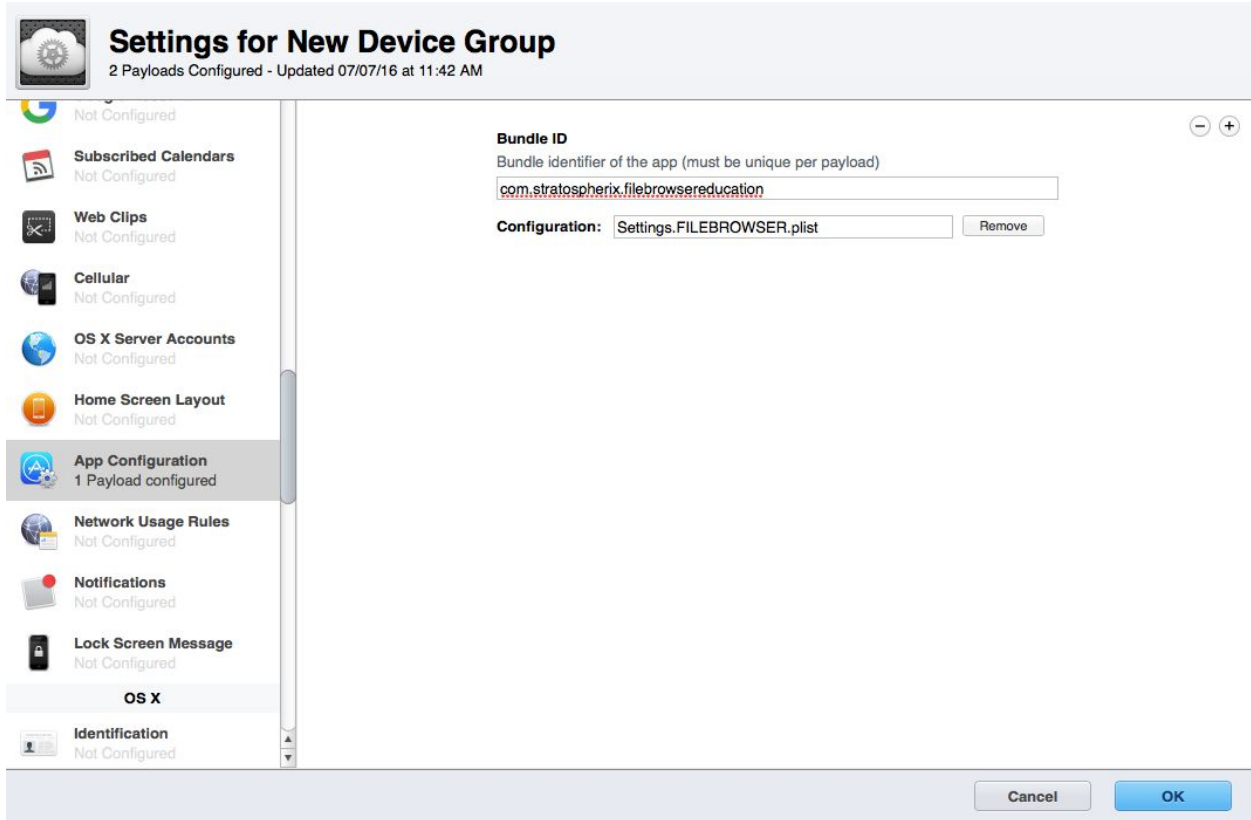 Settings for New Device Group
2 Payloads Configured - Updated 07/07/16 at 11:42 AM
Not Configured
Subscribed Calendars
Not Configured
Web Clips
Not Configured
Cellular
Not Configured
OS X Server Accounts
Not Configured
Home Screen Layout
Not Configured
App Configuration
1 Payload configured
Network Usage Rules
Not Configured
Notifications
Not Configured
Lock Screen Message
Not Configured
OS X
Identification
Not Configured
Bundle ID
Bundle identifier of the app (must be unique per payload)
com.stratospherix.filebrowsereducation
Configuration: Settings.FILEBROWSER.plist Remove
Cancel OK